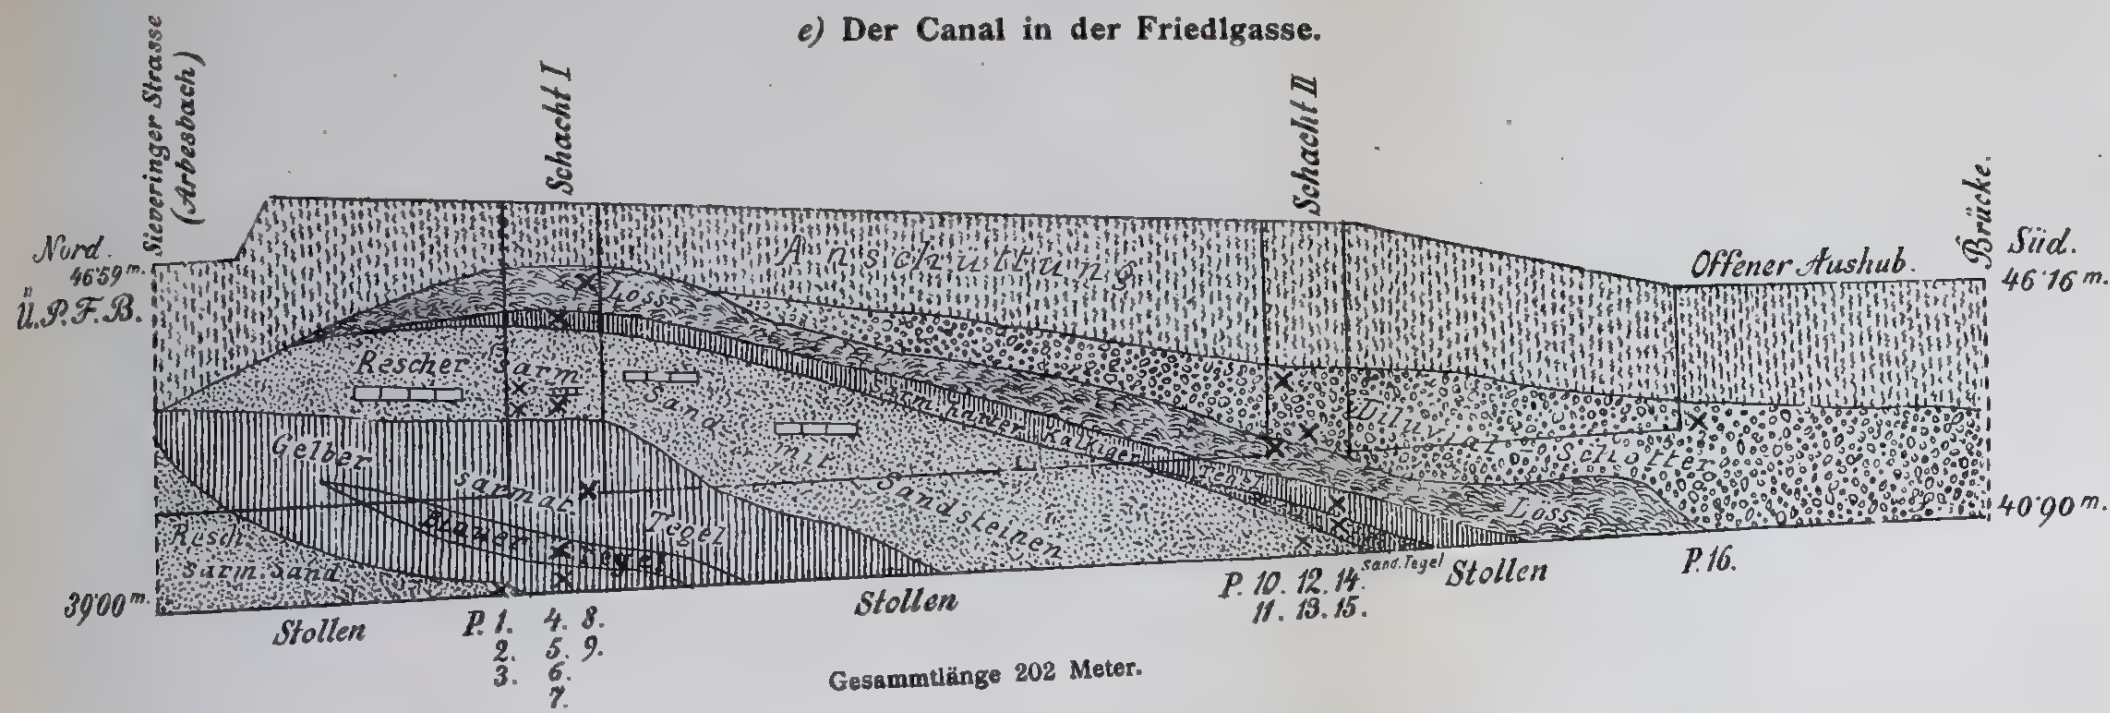 e) Der Canal in der Friedlgasse.
Sieveringer Strasse
(Arbesbach)
Schacht I
Schacht II
Brücke.
Nord.
46·59 m.
Ü.P.F.B.
Süd.
46·16 m.
Offener Aushub.
Anschüttung
Löss
Rescher sarm.
Sand
mit
Sandsteinen
sarm. harter kalkiger Tegel
Diluvial Schotter
Löss
Gelber
sarmat
Tegel
Blauer Tegel
Resch.
sarm. Sand
40·90 m.
39·00 m.
Stollen
Stollen
Sand. Tegel
Stollen
P. 1. 4. 8.
2. 5. 9.
3. 6.
7.
P. 10. 12. 14.
11. 13. 15.
P. 16.
Gesammtlänge 202 Meter.